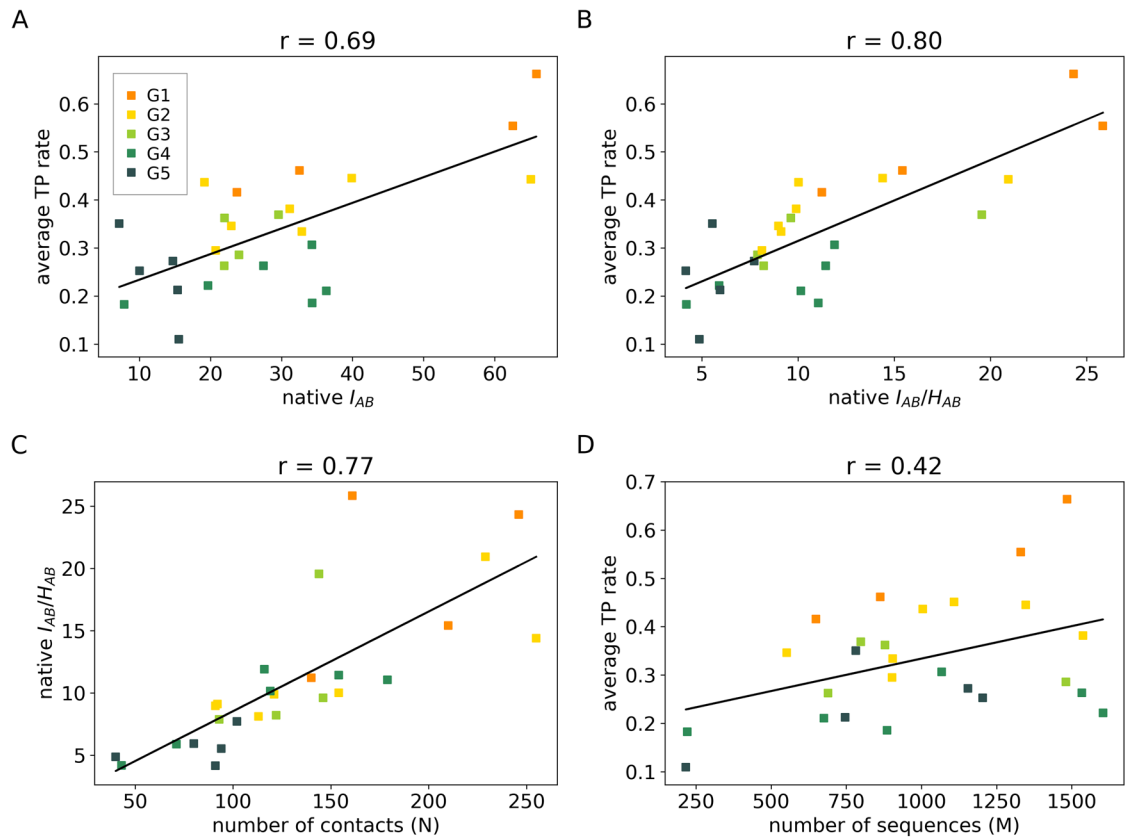 A
r = 0.69
average TP rate
0.6
0.5
0.4
0.3
0.2
0.1
G1
G2
G3
G4
G5
10 20 30 40 50 60
native I_AB
B
r = 0.80
average TP rate
0.6
0.5
0.4
0.3
0.2
0.1
5 10 15 20 25
native I_AB/H_AB
C
r = 0.77
native I_AB/H_AB
25
20
15
10
5
50 100 150 200 250
number of contacts (N)
D
r = 0.42
average TP rate
0.7
0.6
0.5
0.4
0.3
0.2
0.1
250 500 750 1000 1250 1500
number of sequences (M)